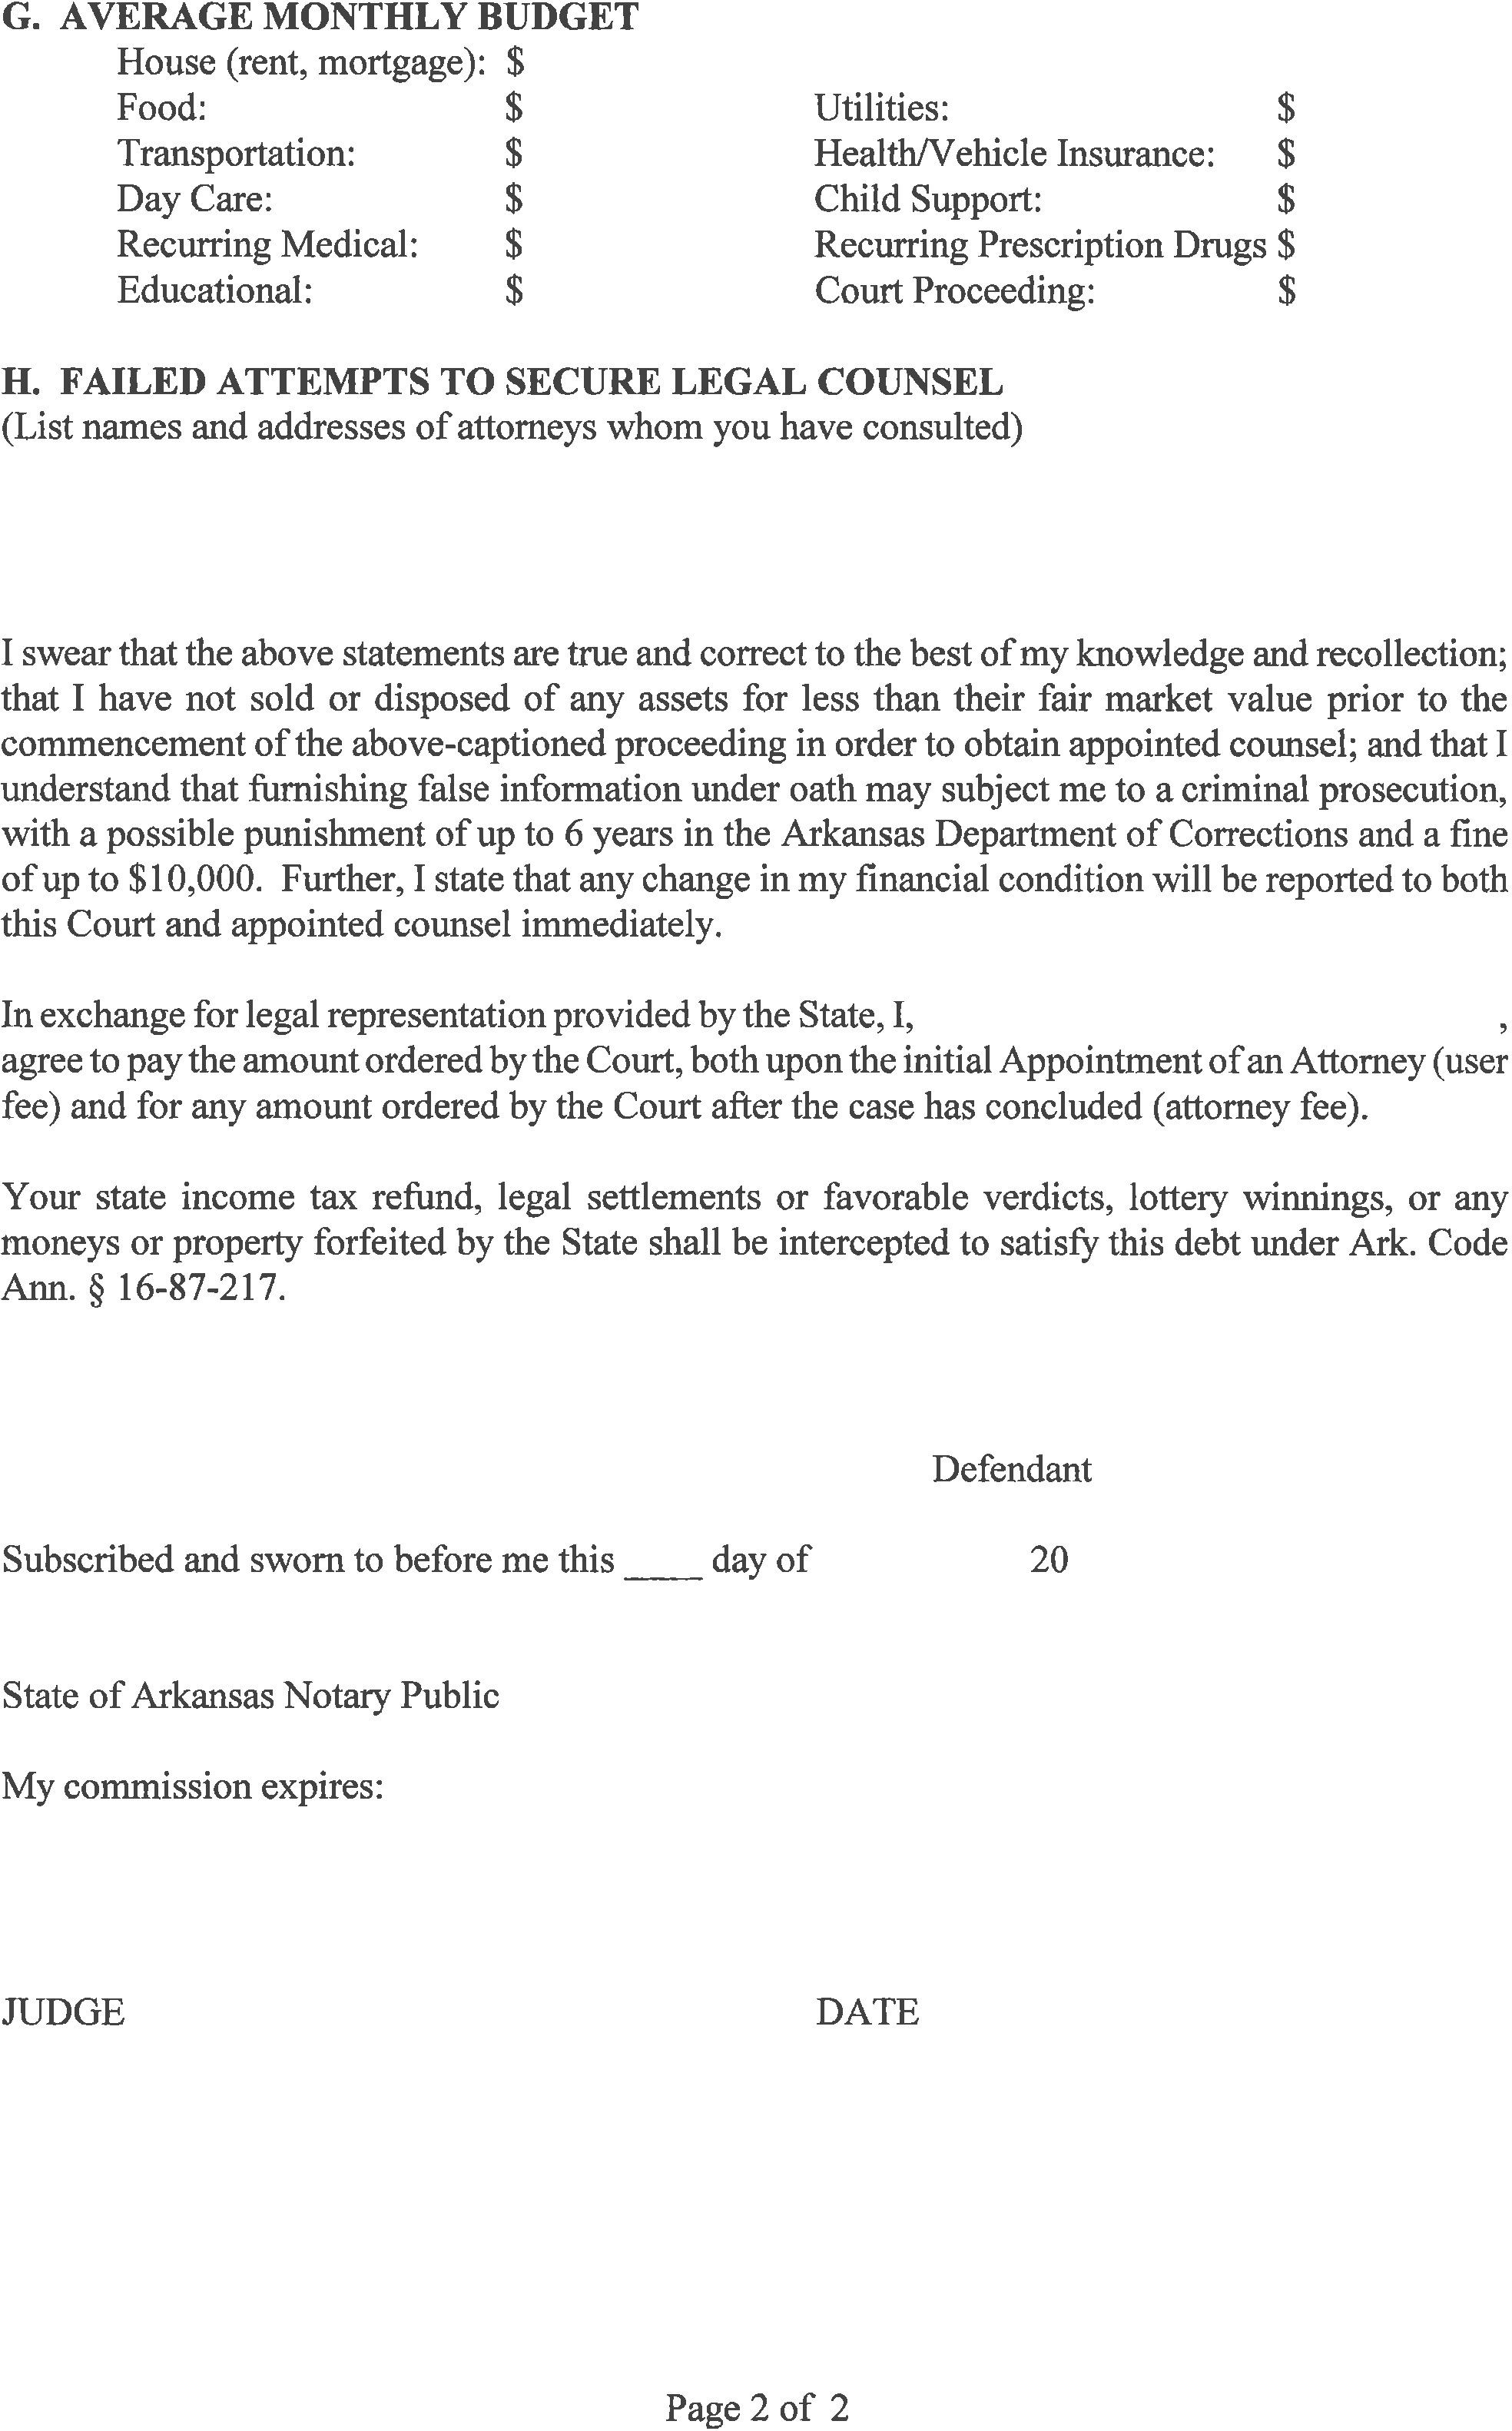 G. AVERAGE MONTHLY BUDGET
House (rent, mortgage): $
Food: $ Utilities: $
Transportation: $ Health/Vehicle Insurance: $
Day Care: $ Child Support: $
Recurring Medical: $ Recurring Prescription Drugs $
Educational: $ Court Proceeding: $
H. FAILED ATTEMPTS TO SECURE LEGAL COUNSEL
(List names and addresses of attorneys whom you have consulted)
I swear that the above statements are true and correct to the best of my knowledge and recollection;
that I have not sold or disposed of any assets for less than their fair market value prior to the
commencement of the above-captioned proceeding in order to obtain appointed counsel; and that I
understand that furnishing false information under oath may subject me to a criminal prosecution,
with a possible punishment of up to 6 years in the Arkansas Department of Corrections and a fine
of up to $10,000. Further, I state that any change in my financial condition will be reported to both
this Court and appointed counsel immediately.
In exchange for legal representation provided by the State, I, ,
agree to pay the amount ordered by the Court, both upon the initial Appointment of an Attorney (user
fee) and for any amount ordered by the Court after the case has concluded (attorney fee).
Your state income tax refund, legal settlements or favorable verdicts, lottery winnings, or any
moneys or property forfeited by the State shall be intercepted to satisfy this debt under Ark. Code
Ann. § 16-87-217.
Defendant
Subscribed and sworn to before me this ____ day of 20
State of Arkansas Notary Public
My commission expires:
JUDGE DATE
Page 2 of 2